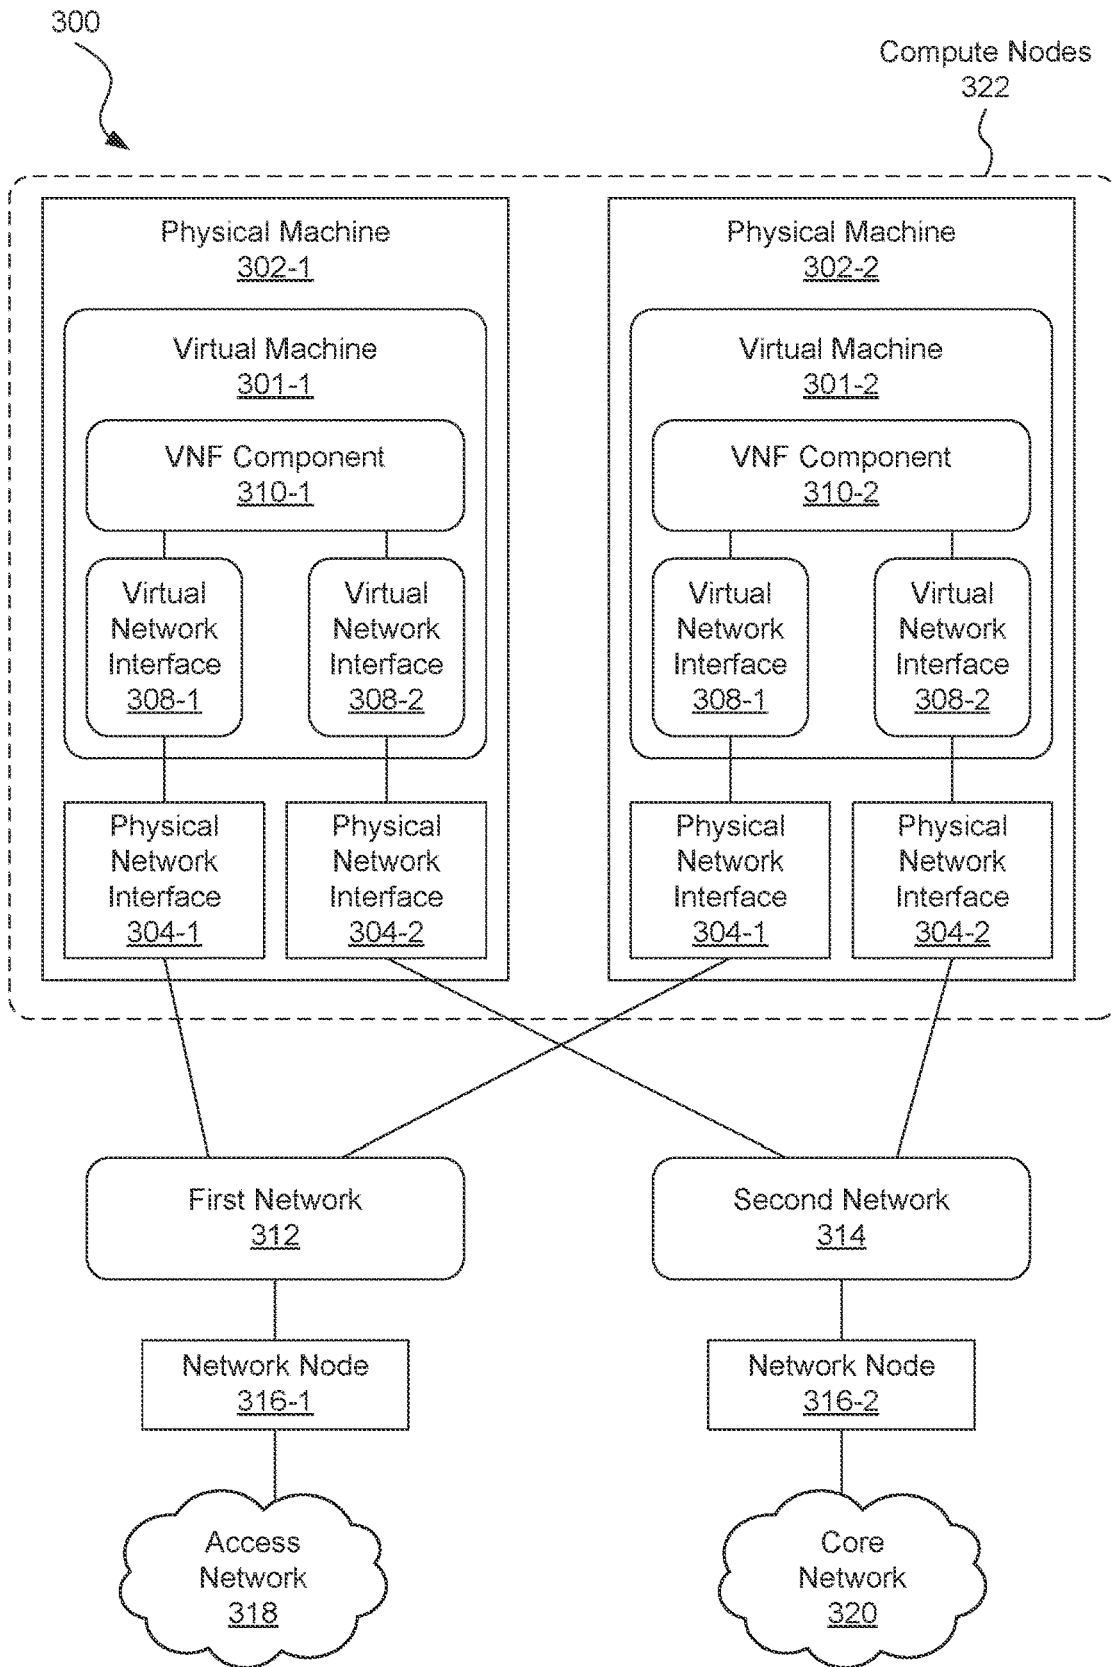 300
Compute Nodes
322
Physical Machine
302-1
Virtual Machine
301-1
VNF Component
310-1
Virtual
Network
Interface
308-1
Virtual
Network
Interface
308-2
Physical
Network
Interface
304-1
Physical
Network
Interface
304-2
Physical Machine
302-2
Virtual Machine
301-2
VNF Component
310-2
Virtual
Network
Interface
308-1
Virtual
Network
Interface
308-2
Physical
Network
Interface
304-1
Physical
Network
Interface
304-2
First Network
312
Second Network
314
Network Node
316-1
Network Node
316-2
Access
Network
318
Core
Network
320